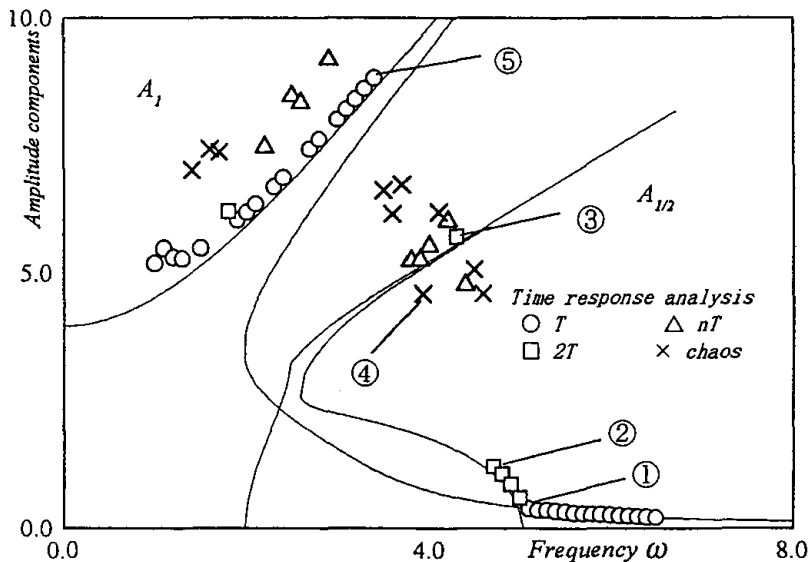 10.0
⑤
A₁
Amplitude components
A₁/₂
③
5.0
Time response analysis
○ T △ nT
□ 2T × chaos
④
②
①
0.0
0.0 4.0 Frequency ω 8.0